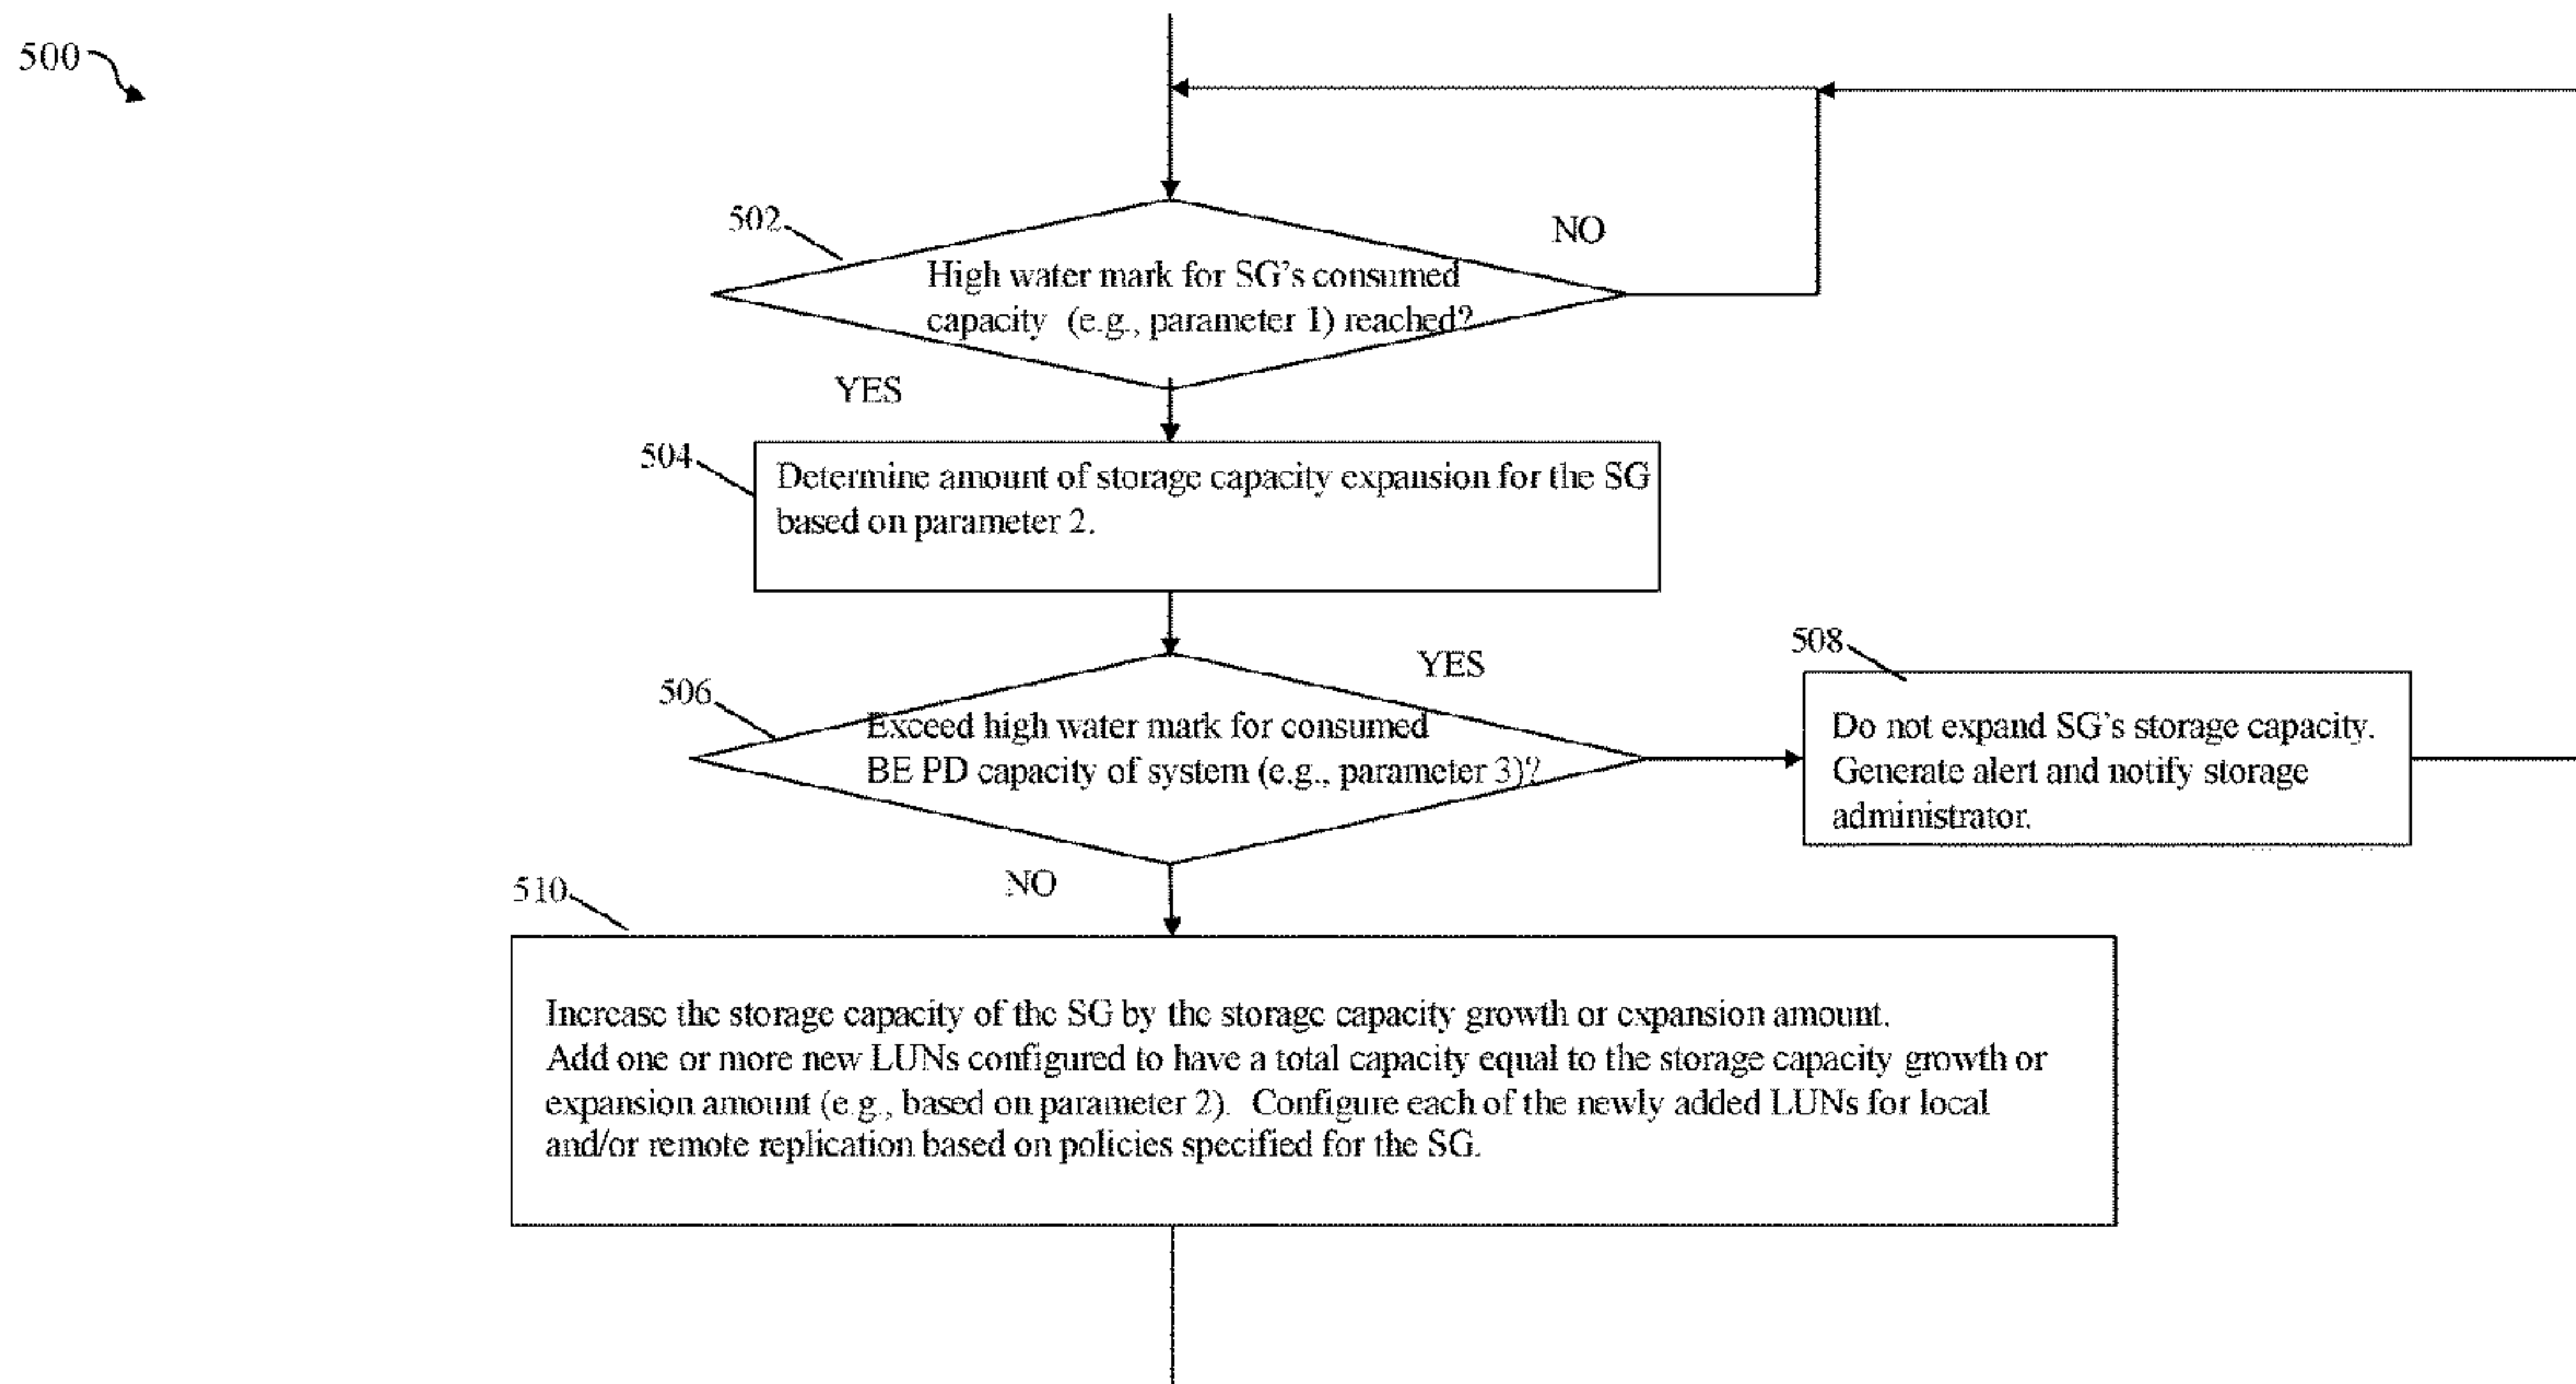 500
502
NO
High water mark for SG's consumed
capacity (e.g., parameter 1) reached?
YES
504
Determine amount of storage capacity expansion for the SG
based on parameter 2.
506
YES
Exceed high water mark for consumed
BE PD capacity of system (e.g., parameter 3)?
508
Do not expand SG's storage capacity.
Generate alert and notify storage
administrator.
NO
510
Increase the storage capacity of the SG by the storage capacity growth or expansion amount.
Add one or more new LUNs configured to have a total capacity equal to the storage capacity growth or
expansion amount (e.g., based on parameter 2). Configure each of the newly added LUNs for local
and/or remote replication based on policies specified for the SG.